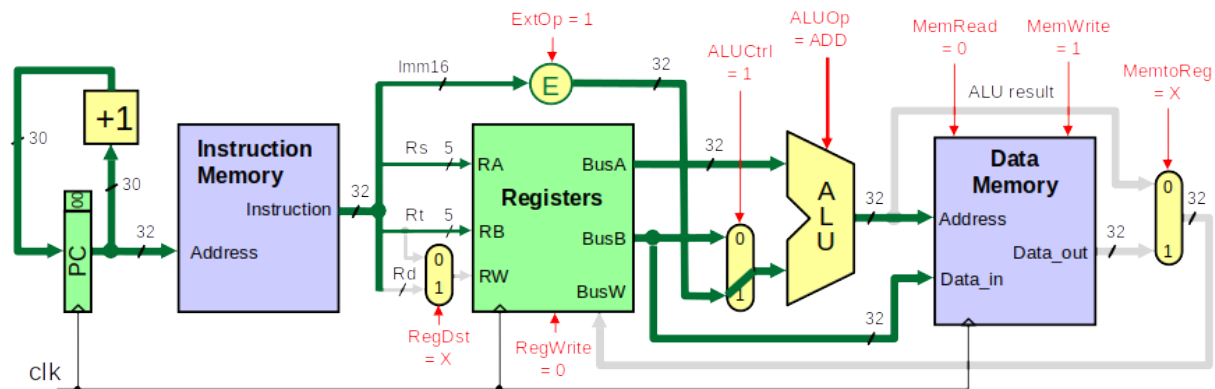 ExtOp = 1
ALUOp
= ADD
MemRead
= 0
MemWrite
= 1
ALUCtrl
= 1
MemtoReg
= X
Imm16
32
E
ALU result
30
+1
30
Instruction
Memory
Instruction
Address
32
32
PC
00
Rs 5
Rt 5
Rd
0
1
RegDst
= X
Registers
RA
RB
RW
BusA
BusB
BusW
RegWrite
= 0
32
0
1
ALU
32
32
Data
Memory
Address
Data_out
Data_in
32
0
1
32
clk